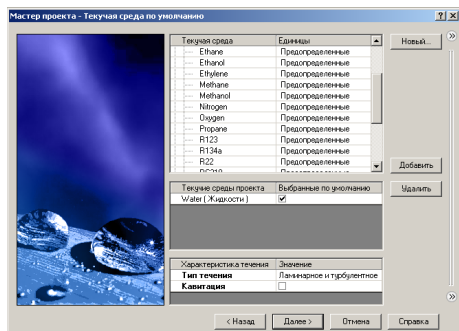 Мастер проекта - Текучая среда по умолчанию
Текучая среда Единицы
Ethane Предопределенные
Ethanol Предопределенные
Ethylene Предопределенные
Methane Предопределенные
Methanol Предопределенные
Nitrogen Предопределенные
Oxygen Предопределенные
Propane Предопределенные
R123 Предопределенные
R134a Предопределенные
R22 Предопределенные
Новый...
Добавить
Удалить
Текучие среды проекта Выбранные по умолчанию
Water ( Жидкости )
Характеристика течения Значение
Тип течения Ламинарное и турбулентное
Кавитация
< Назад Далее > Отмена Справка